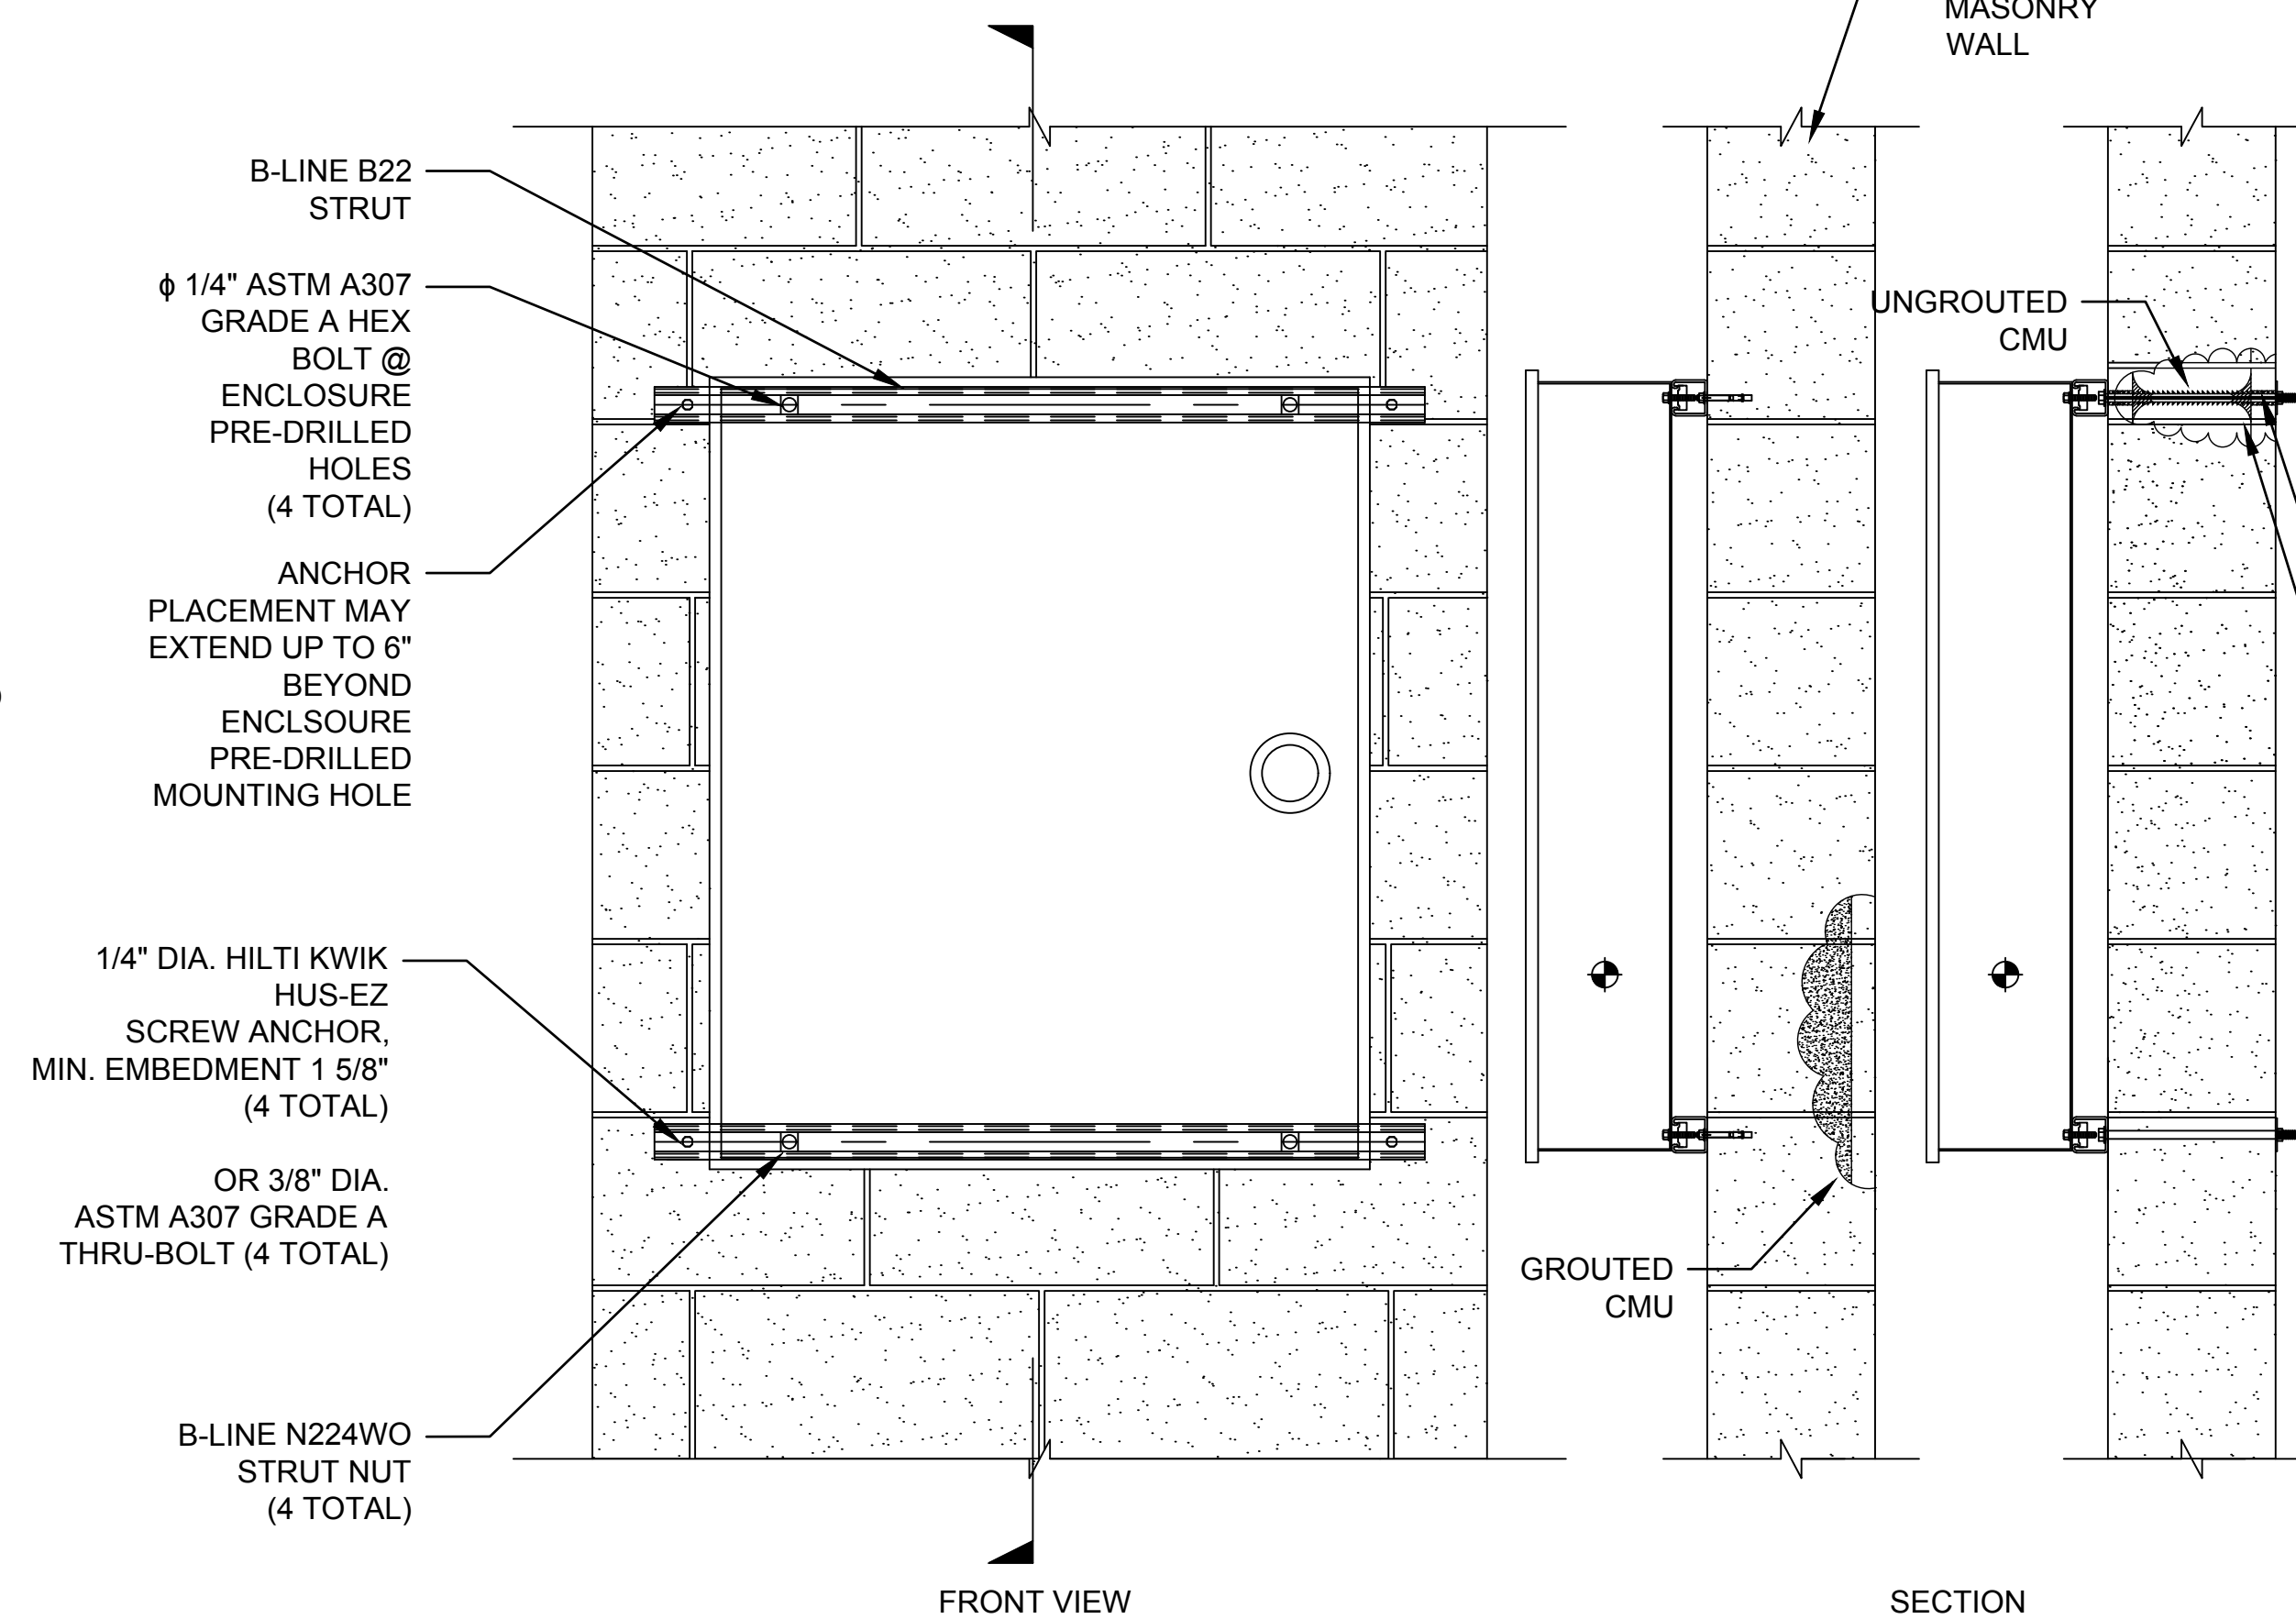 MASONRY
WALL
B-LINE B22
STRUT
ϕ 1/4" ASTM A307
GRADE A HEX
BOLT @
ENCLOSURE
PRE-DRILLED
HOLES
(4 TOTAL)
ANCHOR
PLACEMENT MAY
EXTEND UP TO 6"
BEYOND
ENCLSOURE
PRE-DRILLED
MOUNTING HOLE
1/4" DIA. HILTI KWIK
HUS-EZ
SCREW ANCHOR,
MIN. EMBEDMENT 1 5/8"
(4 TOTAL)
OR 3/8" DIA.
ASTM A307 GRADE A
THRU-BOLT (4 TOTAL)
B-LINE N224WO
STRUT NUT
(4 TOTAL)
UNGROUTED
CMU
GROUTED
CMU
FRONT VIEW
SECTION